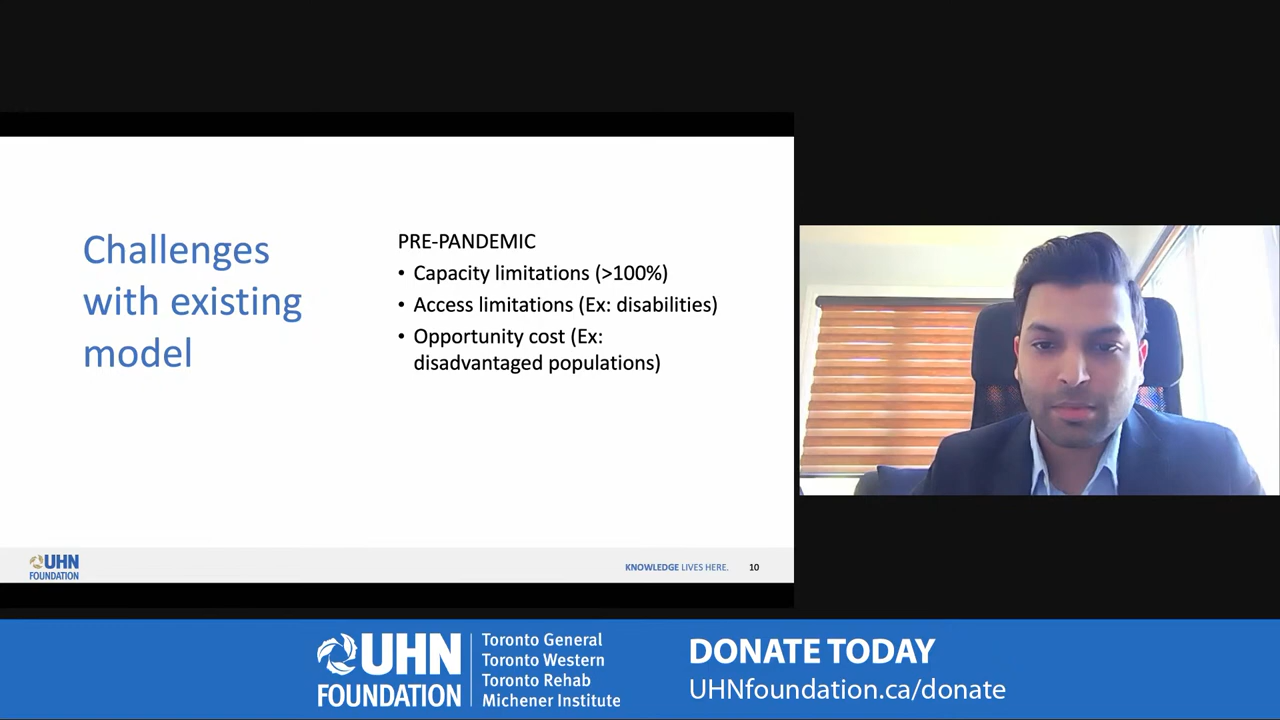 Challenges
with existing
model
PRE-PANDEMIC
• Capacity limitations (>100%)
• Access limitations (Ex: disabilities)
• Opportunity cost (Ex:
disadvantaged populations)
UHN
FOUNDATION
KNOWLEDGE LIVES HERE.
10
UHN
FOUNDATION
Toronto General
Toronto Western
Toronto Rehab
Michener Institute
DONATE TODAY
UHNfoundation.ca/donate